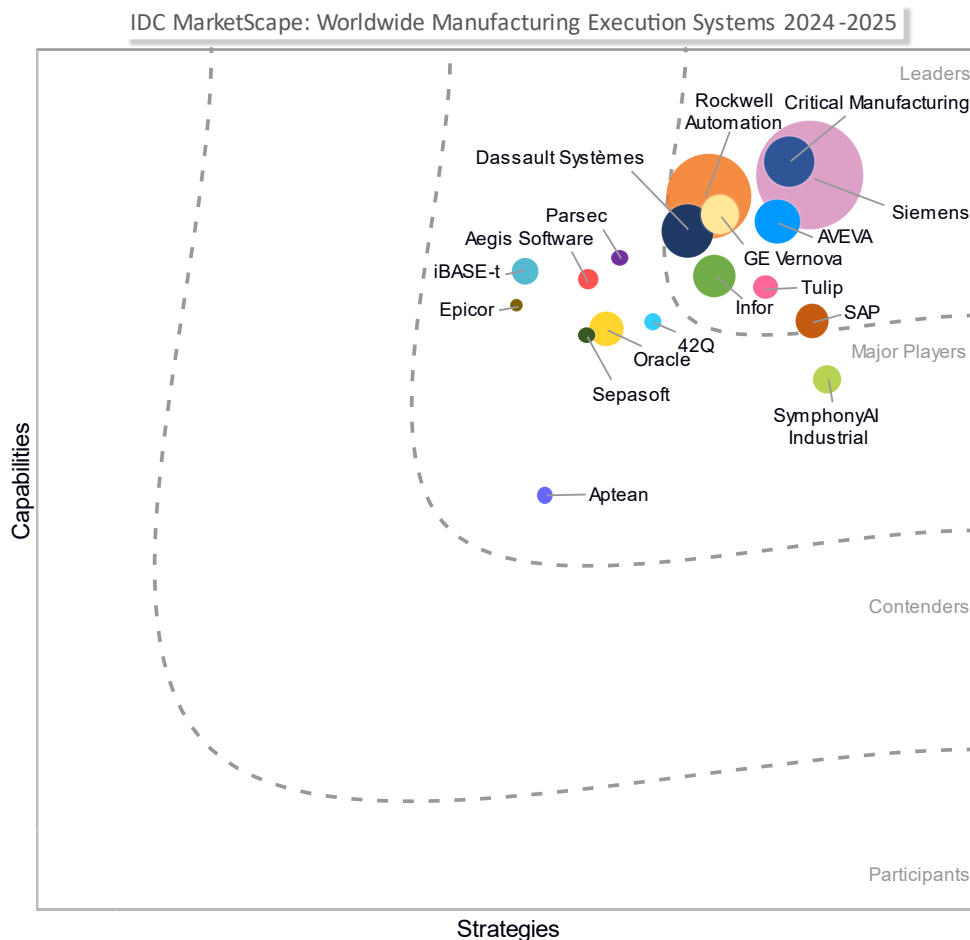 IDC MarketScape: Worldwide Manufacturing Execution Systems 2024-2025
Leaders
Rockwell
Automation
Critical Manufacturing
Dassault Systèmes
Siemens
Parsec
Aegis Software
AVEVA
GE Vernova
iBASE-t
Tulip
Epicor
Infor
SAP
42Q
Oracle
Major Players
Sepasoft
SymphonyAI
Industrial
Capabilities
Aptean
Contenders
Participants
Strategies